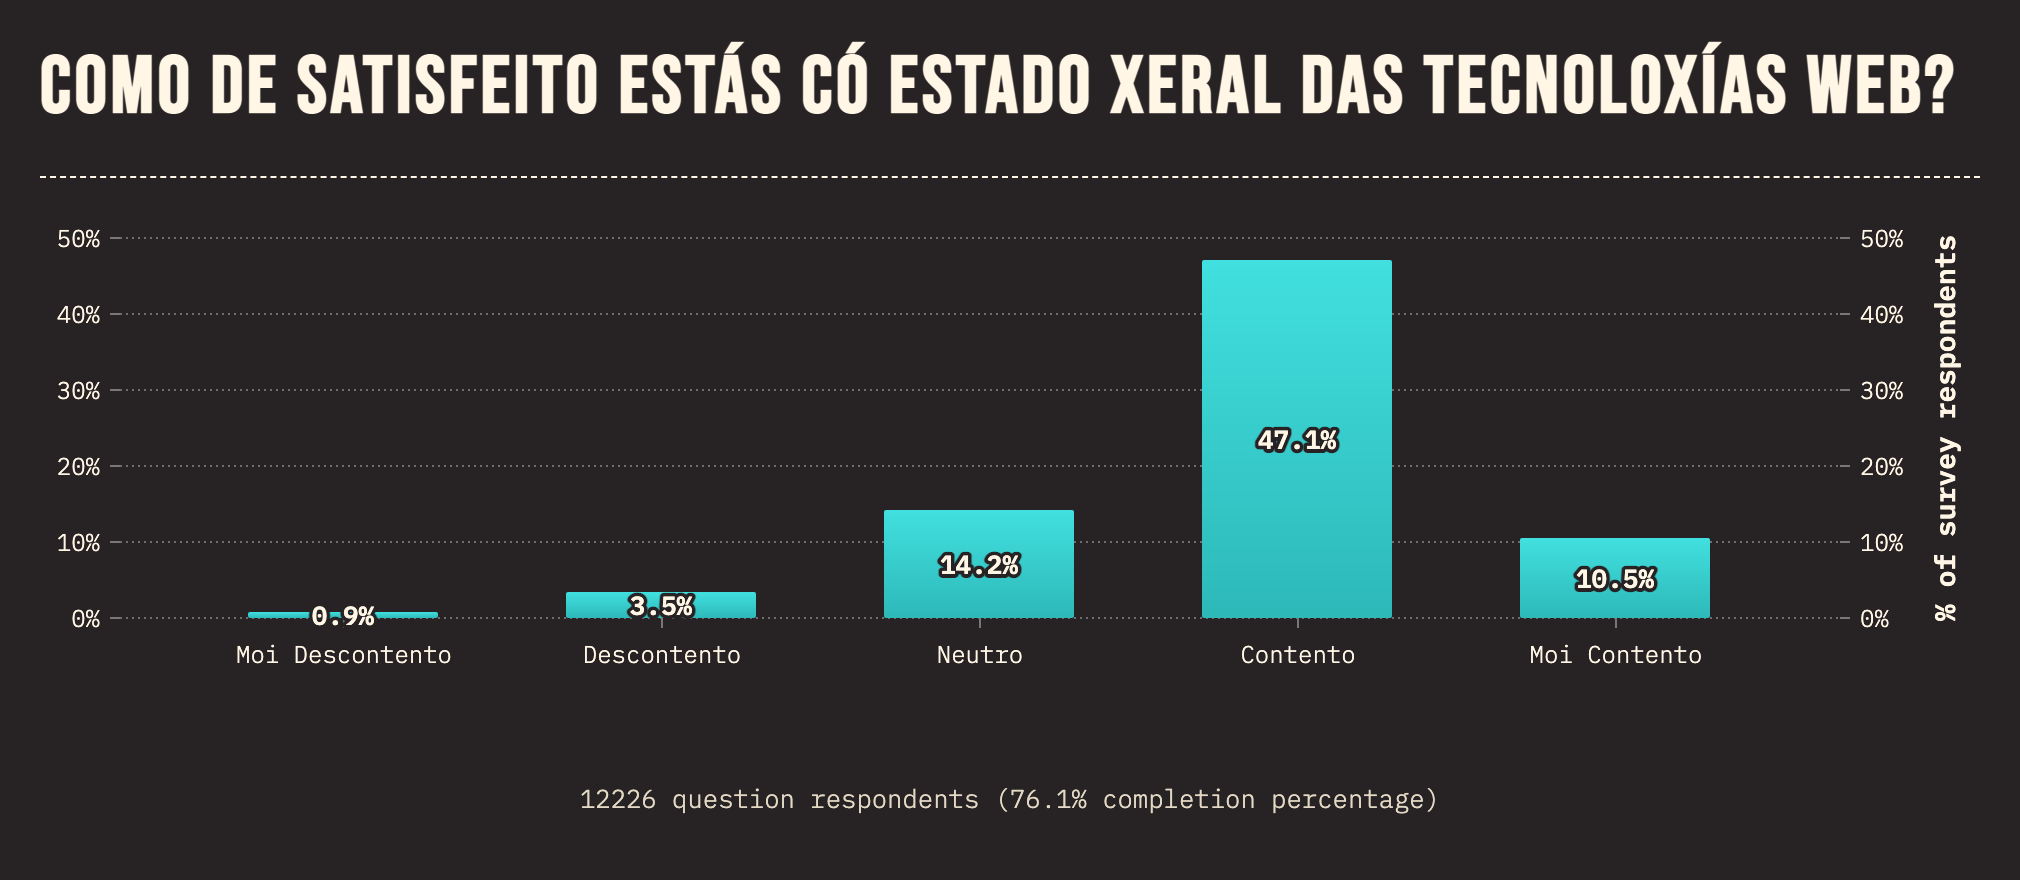 COMO DE SATISFEITO ESTÁS CÓ ESTADO XERAL DAS TECNOLOXÍAS WEB?
50% 50%
40% 40%
30% 30%
20% 20%
10% 10%
0% 0%
% of survey respondents
0.9% 3.5% 14.2% 47.1% 10.5%
Moi Descontento Descontento Neutro Contento Moi Contento
12226 question respondents (76.1% completion percentage)